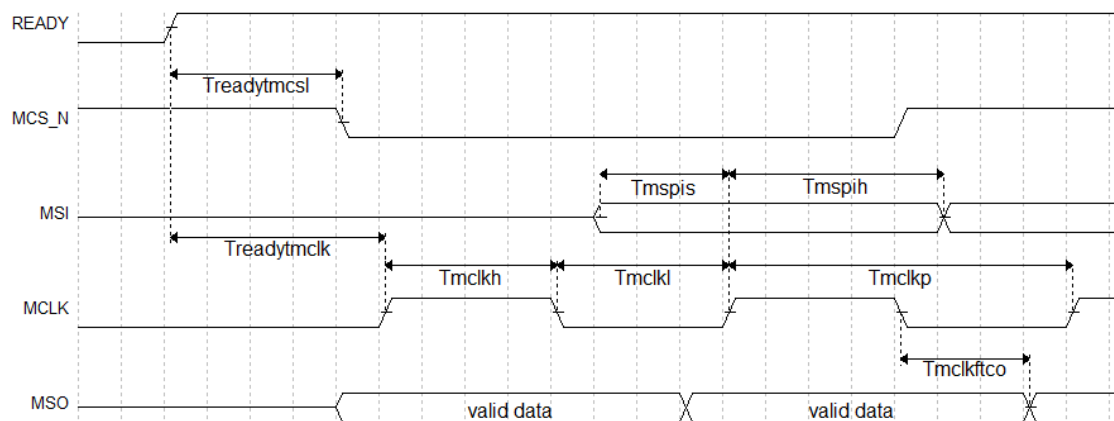 READY
Treadytmcsl
MCS_N
Tmspis
Tmspih
MSI
Treadytmclk
Tmclkh
Tmclkl
Tmclkp
MCLK
Tmclkftco
MSO
valid data
valid data